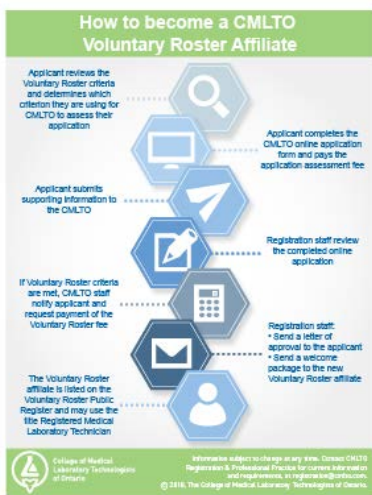 How to become a CMLTO
Voluntary Roster Affiliate
Applicant reviews the
Voluntary Roster criteria
and determines which
criterion they are using for
CMLTO to assess their
application
Applicant completes the
CMLTO online application
form and pays the
application assessment fee
Applicant submits
supporting information to
the CMLTO
Registration staff review
the completed online
application
If Voluntary Roster criteria
are met, CMLTO staff
notify applicant and
request payment of the
Voluntary Roster fee
Registration staff:
• Send a letter of
approval to the applicant
• Send a welcome
package to the new
Voluntary Roster affiliate
The Voluntary Roster
affiliate is listed on the
Voluntary Roster Public
Register and may use the
title Registered Medical
Laboratory Technician
College of Medical
Laboratory Technologists
of Ontario
Information subject to change at any time. Contact CMLTO
Registration & Professional Practice for current information
and requirements, in registration@cmlto.com.
© 2018, The College of Medical Laboratory Technologists of Ontario.